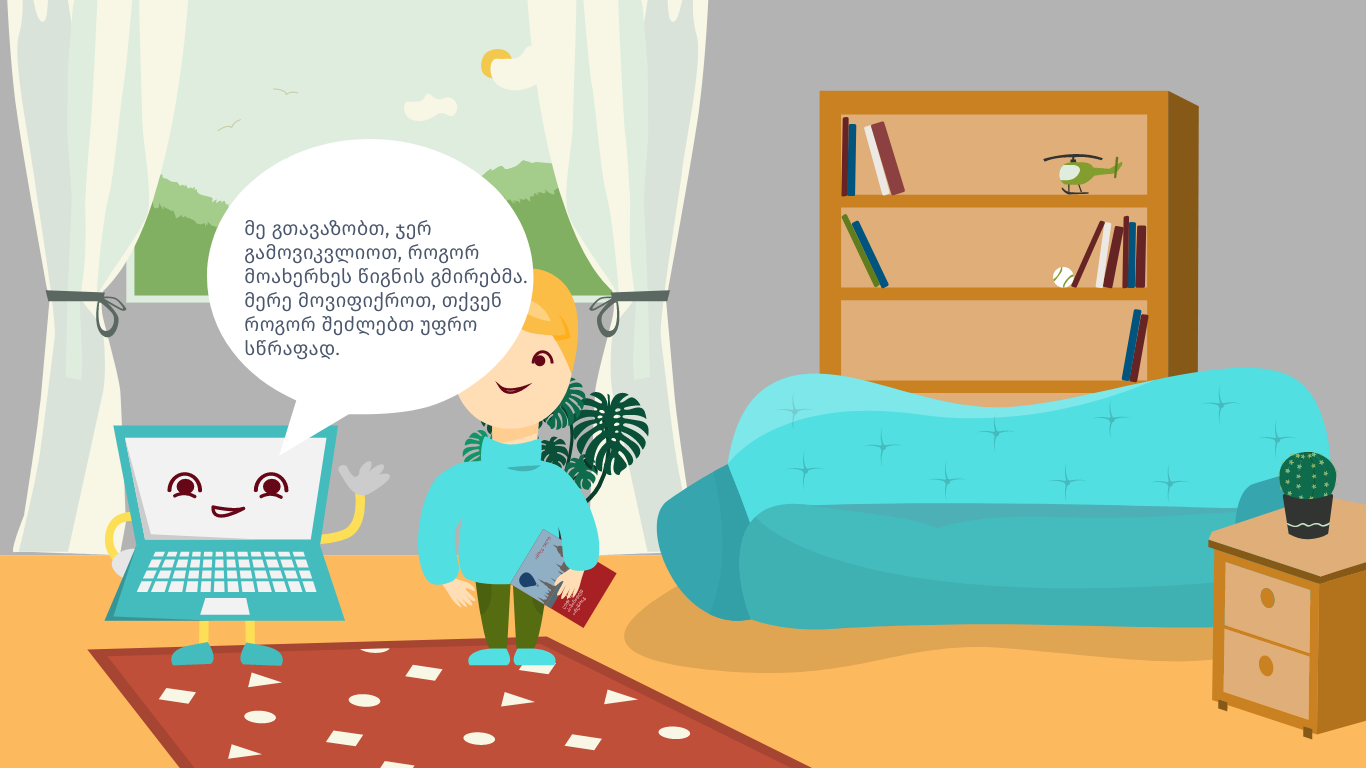 მე გთავაზობთ, ჯერ
გამოვიკვლიოთ, როგორ
მოახერხეს წიგნის გმირებმა.
მერე მოვიფიქროთ, თქვენ
როგორ შეძლებთ უფრო
სწრაფად.